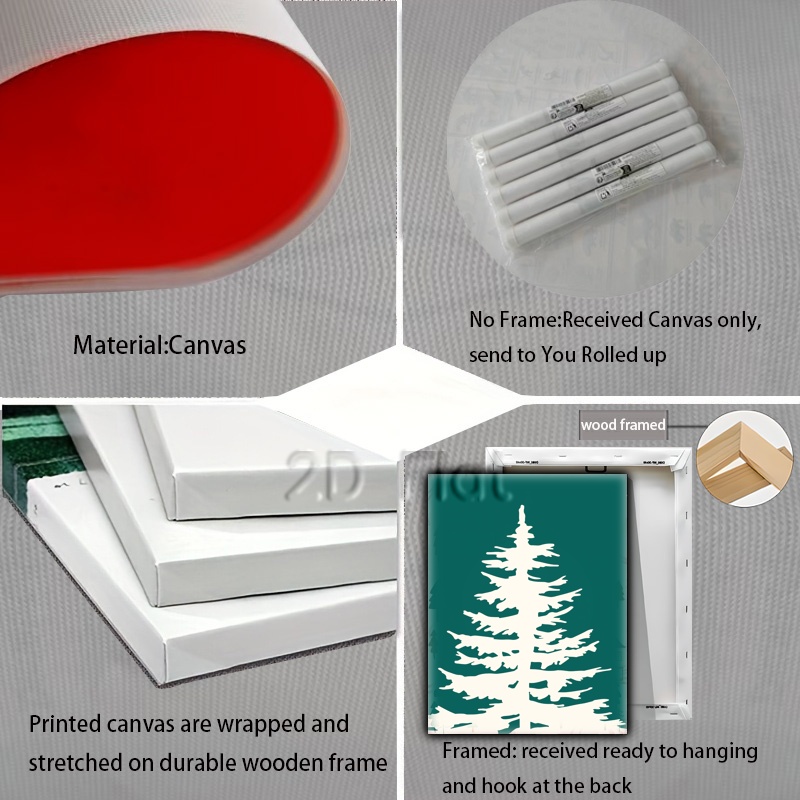 Material:Canvas
No Frame:Received Canvas only,
send to You Rolled up
2D Flat
wood framed
Printed canvas are wrapped and
stretched on durable wooden frame
Framed: received ready to hanging
and hook at the back